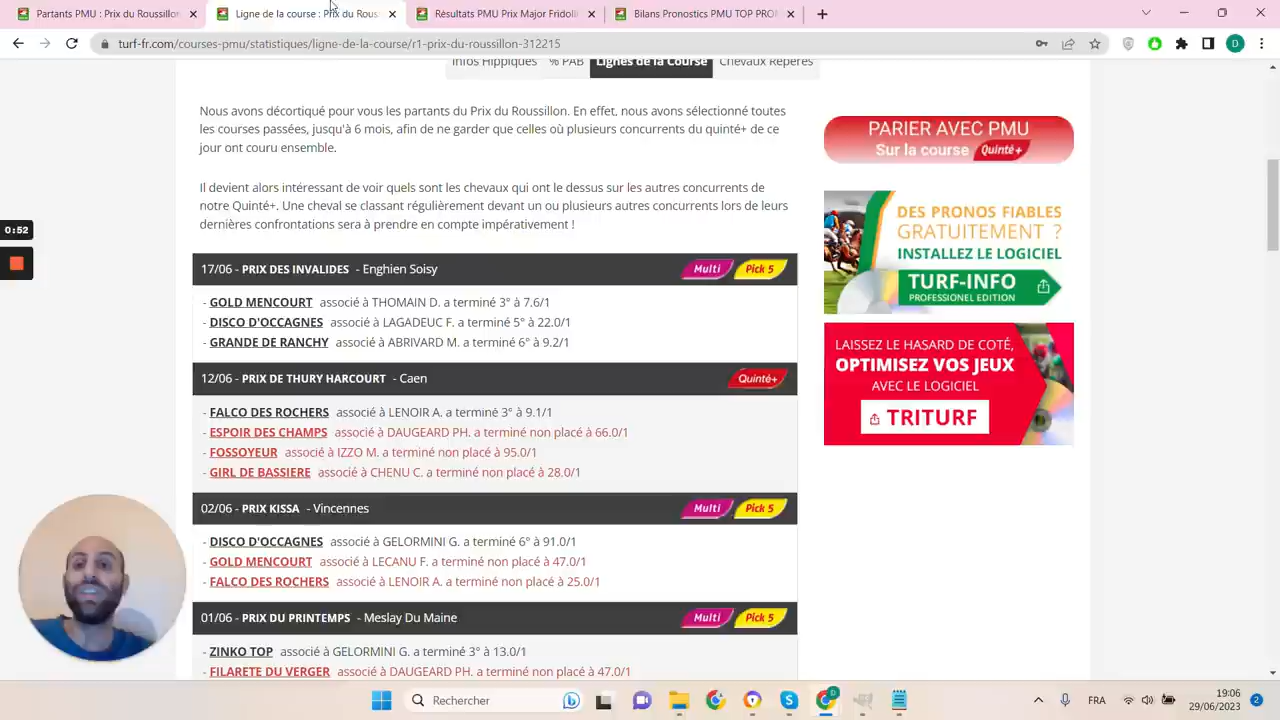 Partants PMU : Prix du Rous
Ligne de la course : Prix du Rous
Résultats PMU Prix Major Fridoli
Bilans Pronostics PMU TOP PRO
turf-fr.com/courses-pmu/statistiques/ligne-de-la-course/r1-prix-du-roussillon-312215
D
Infos Hippiques
% PAB
Lignes de la Course
Chevaux Repérés
Nous avons décortiqué pour vous les partants du Prix du Roussillon. En effet, nous avons sélectionné toutes
les courses passées, jusqu'à 6 mois, afin de ne garder que celles où plusieurs concurrents du quinté+ de ce
jour ont couru ensemble.
Il devient alors intéressant de voir quels sont les chevaux qui ont le dessus sur les autres concurrents de
notre Quinté+. Une cheval se classant régulièrement devant un ou plusieurs autres concurrents lors de leurs
dernières confrontations sera à prendre en compte impérativement !
17/06 - PRIX DES INVALIDES - Enghien Soisy Multi Pick 5
- GOLD MENCOURT associé à THOMAIN D. a terminé 3° à 7.6/1
- DISCO D'OCCAGNES associé à LAGADEUC F. a terminé 5° à 22.0/1
- GRANDE DE RANCHY associé à ABRIVARD M. a terminé 6° à 9.2/1
12/06 - PRIX DE THURY HARCOURT - Caen Quinté+
- FALCO DES ROCHERS associé à LENOIR A. a terminé 3° à 9.1/1
- ESPOIR DES CHAMPS associé à DAUGEARD PH. a terminé non placé à 66.0/1
- FOSSOYEUR associé à IZZO M. a terminé non placé à 95.0/1
- GIRL DE BASSIERE associé à CHENU C. a terminé non placé à 28.0/1
02/06 - PRIX KISSA - Vincennes Multi Pick 5
- DISCO D'OCCAGNES associé à GELORMINI G. a terminé 6° à 91.0/1
- GOLD MENCOURT associé à LECANU F. a terminé non placé à 47.0/1
- FALCO DES ROCHERS associé à LENOIR A. a terminé non placé à 25.0/1
01/06 - PRIX DU PRINTEMPS - Meslay Du Maine Multi Pick 5
- ZINKO TOP associé à GELORMINI G. a terminé 3° à 13.0/1
- FILARETE DU VERGER associé à DAUGEARD PH. a terminé non placé à 47.0/1
PARIER AVEC PMU
Sur la course Quinté+
DES PRONOS FIABLES
GRATUITEMENT ?
INSTALLEZ LE LOGICIEL
TURF-INFO
PROFESSIONEL EDITION
LAISSEZ LE HASARD DE COTÉ,
OPTIMISEZ VOS JEUX
AVEC LE LOGICIEL
TRITURF
0:52
Rechercher
D
FRA
19:06
29/06/2023
2